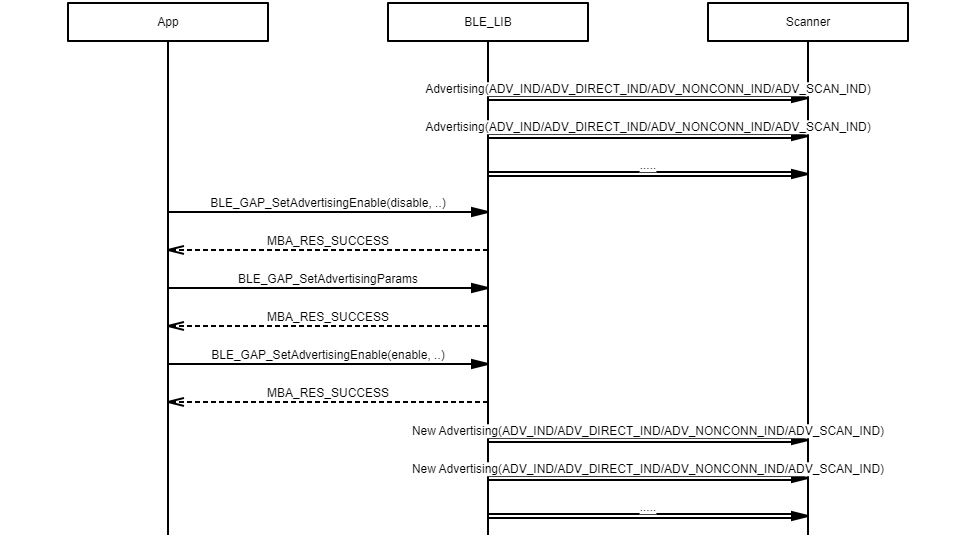 App
BLE_LIB
Scanner
Advertising(ADV_IND/ADV_DIRECT_IND/ADV_NONCONN_IND/ADV_SCAN_IND)
Advertising(ADV_IND/ADV_DIRECT_IND/ADV_NONCONN_IND/ADV_SCAN_IND)
.....
BLE_GAP_SetAdvertisingEnable(disable, ..)
MBA_RES_SUCCESS
BLE_GAP_SetAdvertisingParams
MBA_RES_SUCCESS
BLE_GAP_SetAdvertisingEnable(enable, ..)
MBA_RES_SUCCESS
New Advertising(ADV_IND/ADV_DIRECT_IND/ADV_NONCONN_IND/ADV_SCAN_IND)
New Advertising(ADV_IND/ADV_DIRECT_IND/ADV_NONCONN_IND/ADV_SCAN_IND)
.....